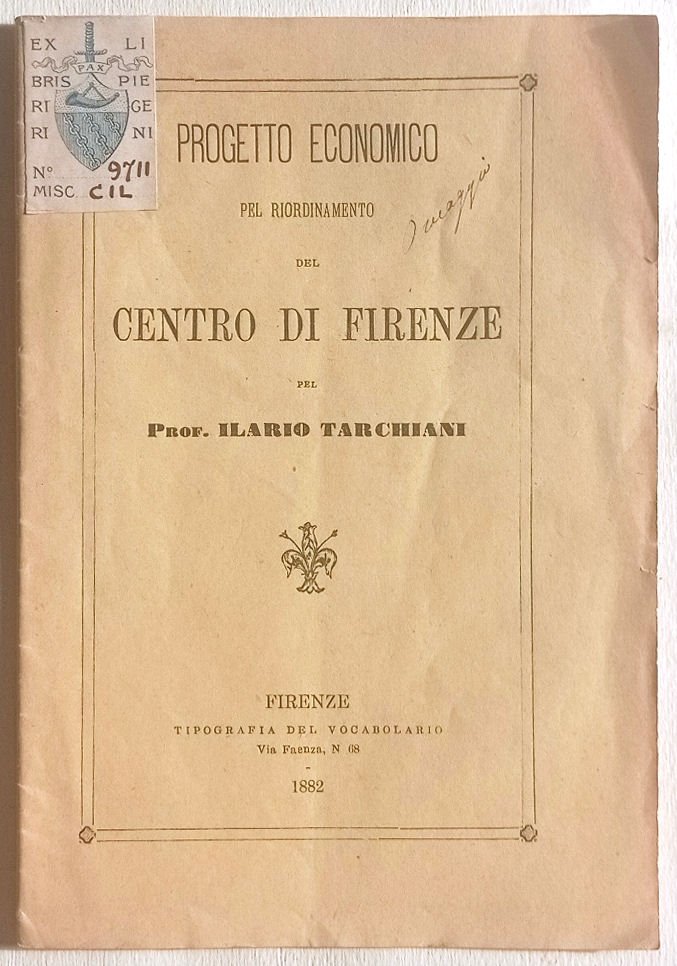 EX LI
BRIS PIE
RI GE
RI NI
PAX
N° 9711
MISC CIL
PROGETTO ECONOMICO
omaggio
PEL RIORDINAMENTO
DEL
CENTRO DI FIRENZE
PEL
PROF. ILARIO TARCHIANI
FIRENZE
TIPOGRAFIA DEL VOCABOLARIO
Via Faenza, N 68
1882